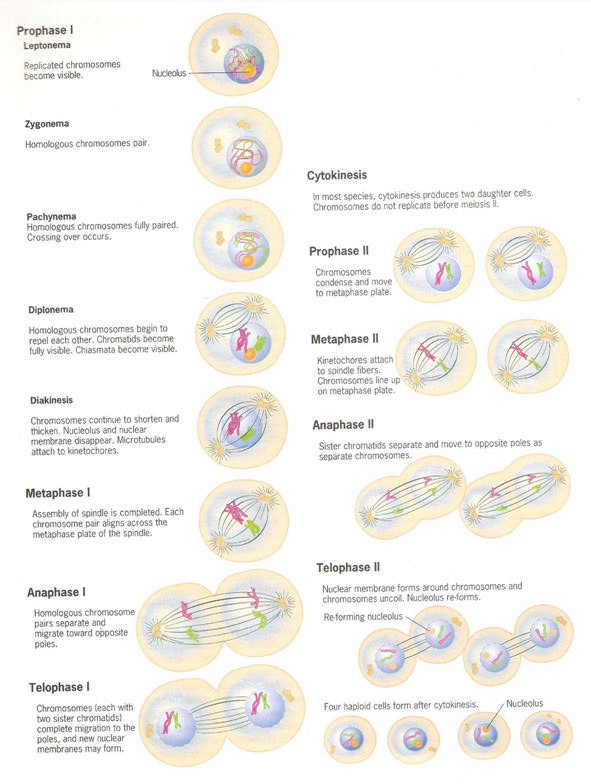 Prophase I
Leptonema
Replicated chromosomes
become visible.
Nucleolus
Zygonema
Homologous chromosomes pair.
Pachynema
Homologous chromosomes fully paired.
Crossing over occurs.
Diplonema
Homologous chromosomes begin to
repel each other. Chromatids become
fully visible. Chiasmata become visible.
Diakinesis
Chromosomes continue to shorten and
thicken. Nucleolus and nuclear
membrane disappear. Microtubules
attach to kinetochores.
Metaphase I
Assembly of spindle is completed. Each
chromosome pair aligns across the
metaphase plate of the spindle.
Anaphase I
Homologous chromosome
pairs separate and
migrate toward opposite
poles.
Telophase I
Chromosomes (each with
two sister chromatids)
complete migration to the
poles, and new nuclear
membranes may form.
Cytokinesis
In most species, cytokinesis produces two daughter cells.
Chromosomes do not replicate before meiosis II.
Prophase II
Chromosomes
condense and move
to metaphase plate.
Metaphase II
Kinetochores attach
to spindle fibers.
Chromosomes line up
on metaphase plate.
Anaphase II
Sister chromatids separate and move to opposite poles as
separate chromosomes.
Telophase II
Nuclear membrane forms around chromosomes and
chromosomes uncoil. Nucleolus re-forms.
Re-forming nucleolus
Four haploid cells form after cytokinesis.
Nucleolus